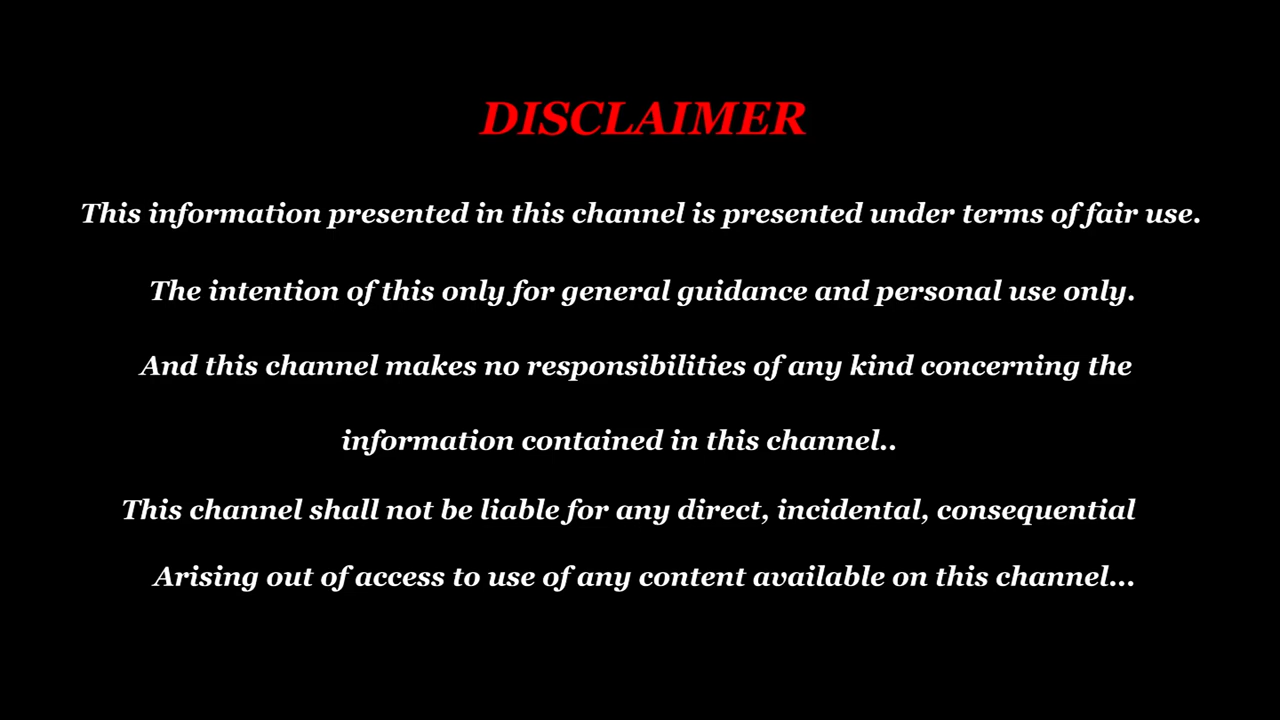 DISCLAIMER
This information presented in this channel is presented under terms of fair use.
The intention of this only for general guidance and personal use only.
And this channel makes no responsibilities of any kind concerning the
information contained in this channel..
This channel shall not be liable for any direct, incidental, consequential
Arising out of access to use of any content available on this channel...